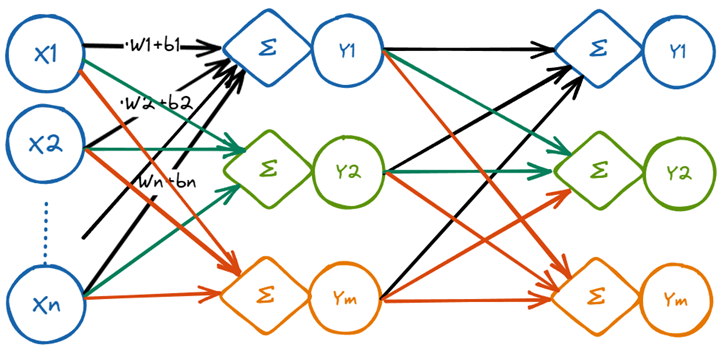 X1 ·W1+b1 Σ Y1 Σ Y1
·W2+b2
X2 Σ Y2 Σ Y2
Wn+bn
Xn Σ Ym Σ Ym